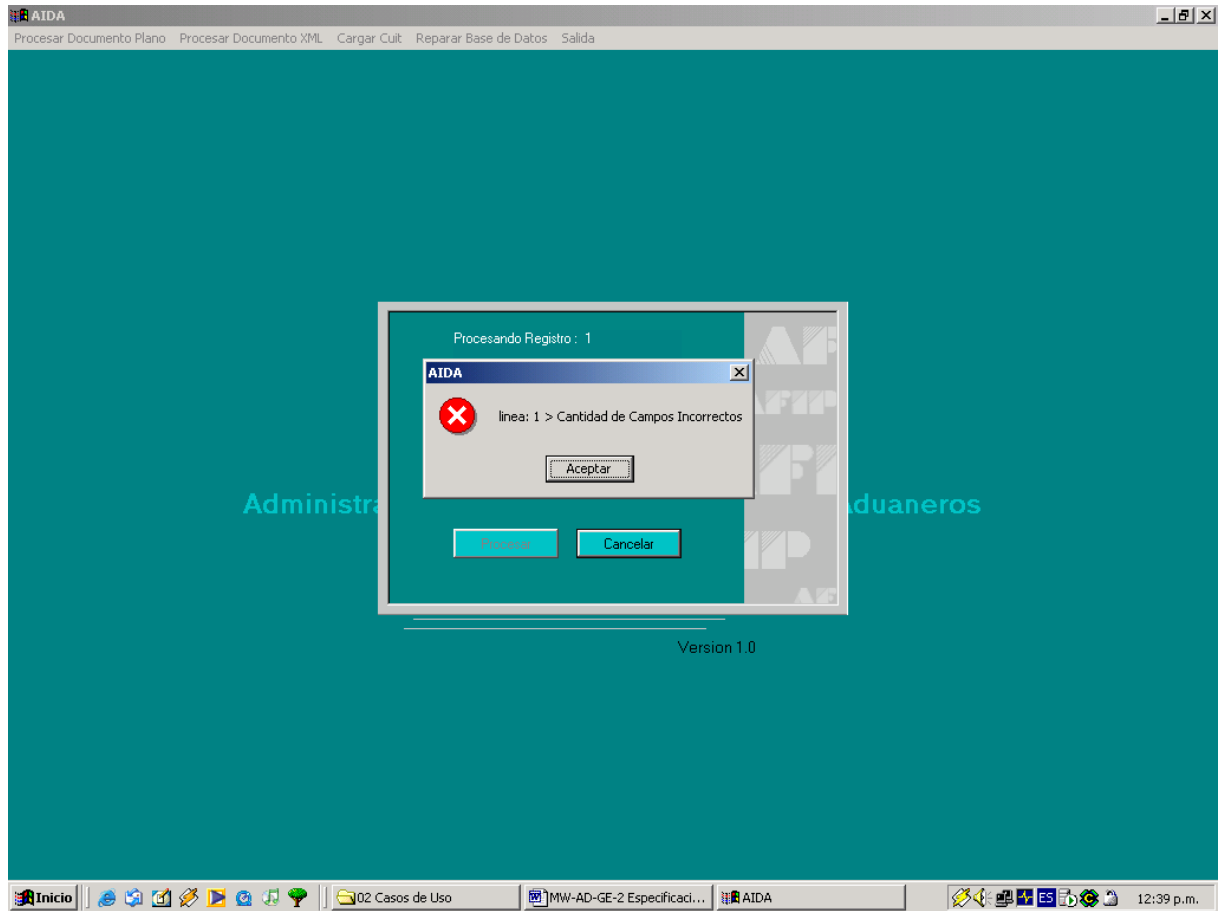 AIDA
Procesar Documento Plano Procesar Documento XML Cargar Cuit Reparar Base de Datos Salida
Procesando Registro : 1
AIDA
linea: 1 > Cantidad de Campos Incorrectos
Aceptar
Administra
duaneros
Procesar Cancelar
AFIP
Version 1.0
Inicio 02 Casos de Uso MW-AD-GE-2 Especificaci... AIDA ES 12:39 p.m.